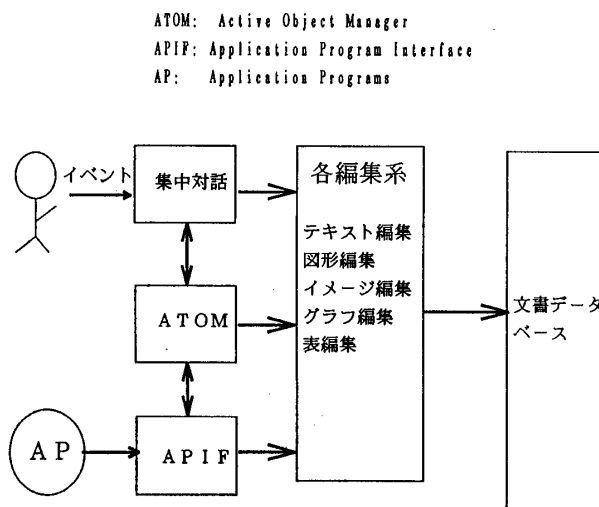 ATOM: Active Object Manager
APIF: Application Program Interface
AP: Application Programs
イベント
集中対話
各編集系
テキスト編集
図形編集
イメージ編集
グラフ編集
表編集
ATOM
文書データ
ベース
AP
APIF